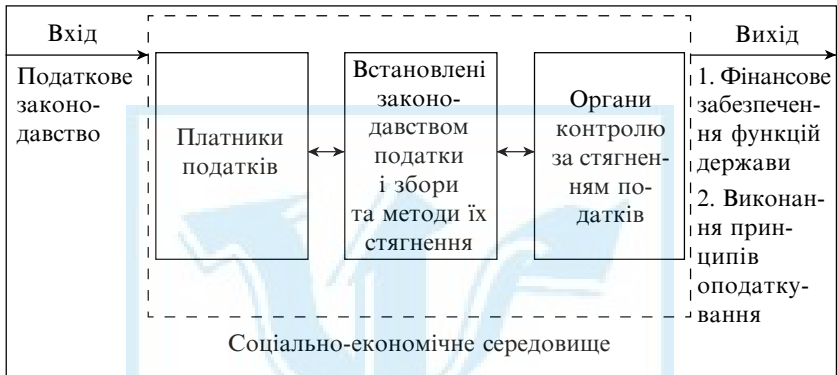 Вхід
Податкове
законо-
давство
Платники
податків
Встановлені
законо-
давством
податки
і збори
та методи їх
стягнення
Органи
контролю
за стягнен-
ням по-
датків
Вихід
1. Фінансове
забезпечен-
ня функцій
держави
2. Виконан-
ня прин-
ципів
оподатку-
вання
Соціально-економічне середовище